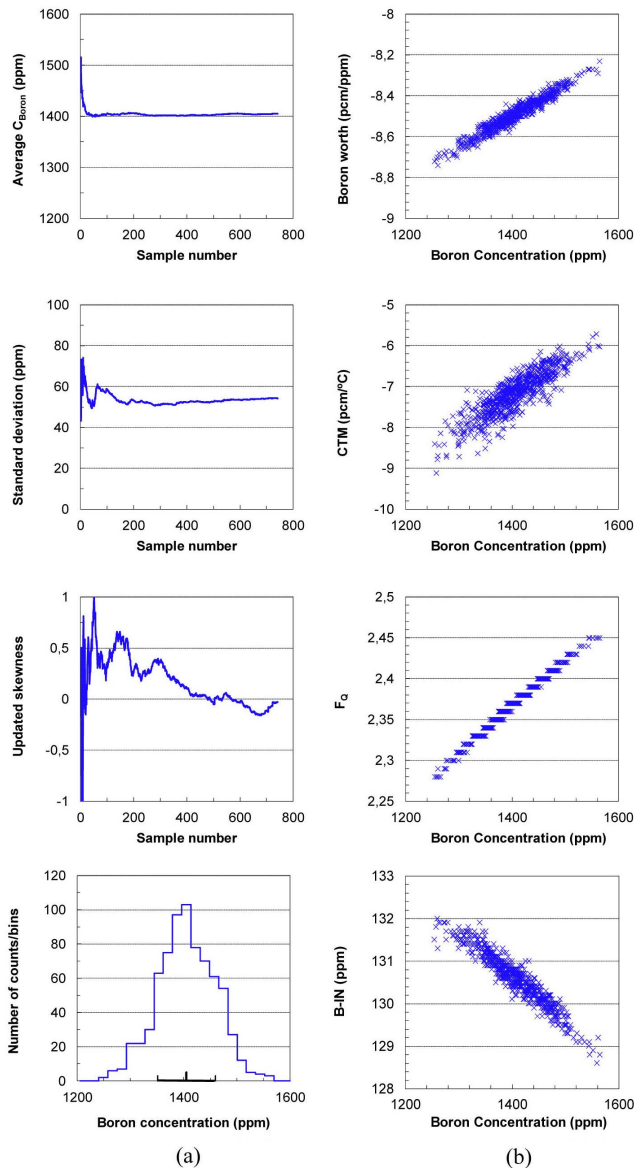 1600
1500
1400
1300
1200
Average C_Boron (ppm)
0 200 400 600 800
Sample number
-8
-8,2
-8,4
-8,6
-8,8
-9
Boron worth (pcm/ppm)
1200 1400 1600
Boron Concentration (ppm)
100
80
60
40
20
0
Standard deviation (ppm)
0 200 400 600 800
Sample number
-5
-6
-7
-8
-9
-10
CTM (pcm/ºC)
1200 1400 1600
Boron Concentration (ppm)
1
0,5
0
-0,5
-1
Updated skewness
0 200 400 600 800
Sample number
2,5
2,45
2,4
2,35
2,3
2,25
F_Q
1200 1400 1600
Boron Concentration (ppm)
120
100
80
60
40
20
0
Number of counts/bins
1200 1400 1600
Boron concentration (ppm)
133
132
131
130
129
128
B-IN (ppm)
1200 1400 1600
Boron Concentration (ppm)
(a)
(b)